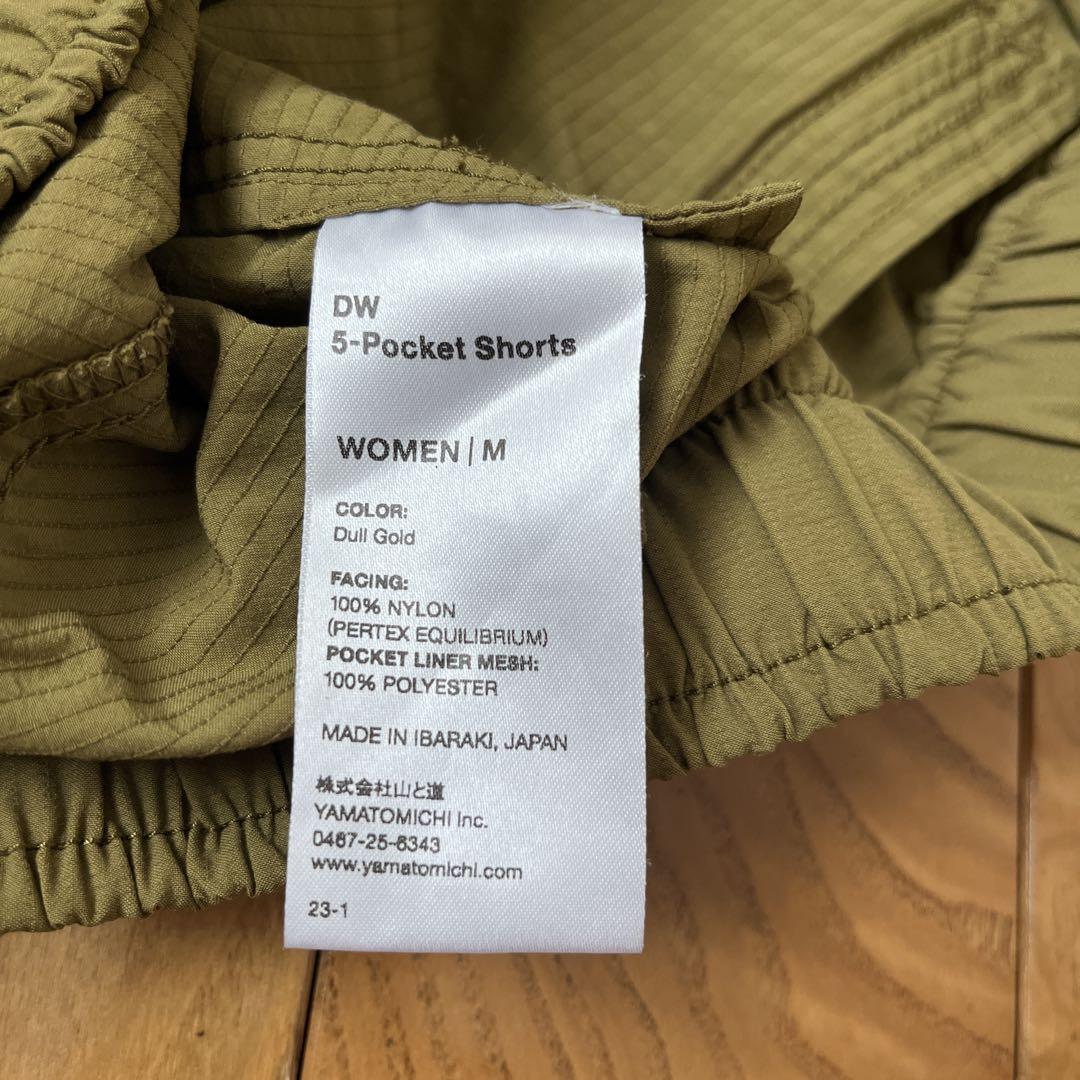 DW
5-Pocket Shorts
WOMEN | M
COLOR:
Dull Gold
FACING:
100% NYLON
(PERTEX EQUILIBRIUM)
POCKET LINER MESH:
100% POLYESTER
MADE IN IBARAKI, JAPAN
株式会社山と道
YAMATOMICHI Inc.
0467-25-6343
www.yamatomichi.com
23-1